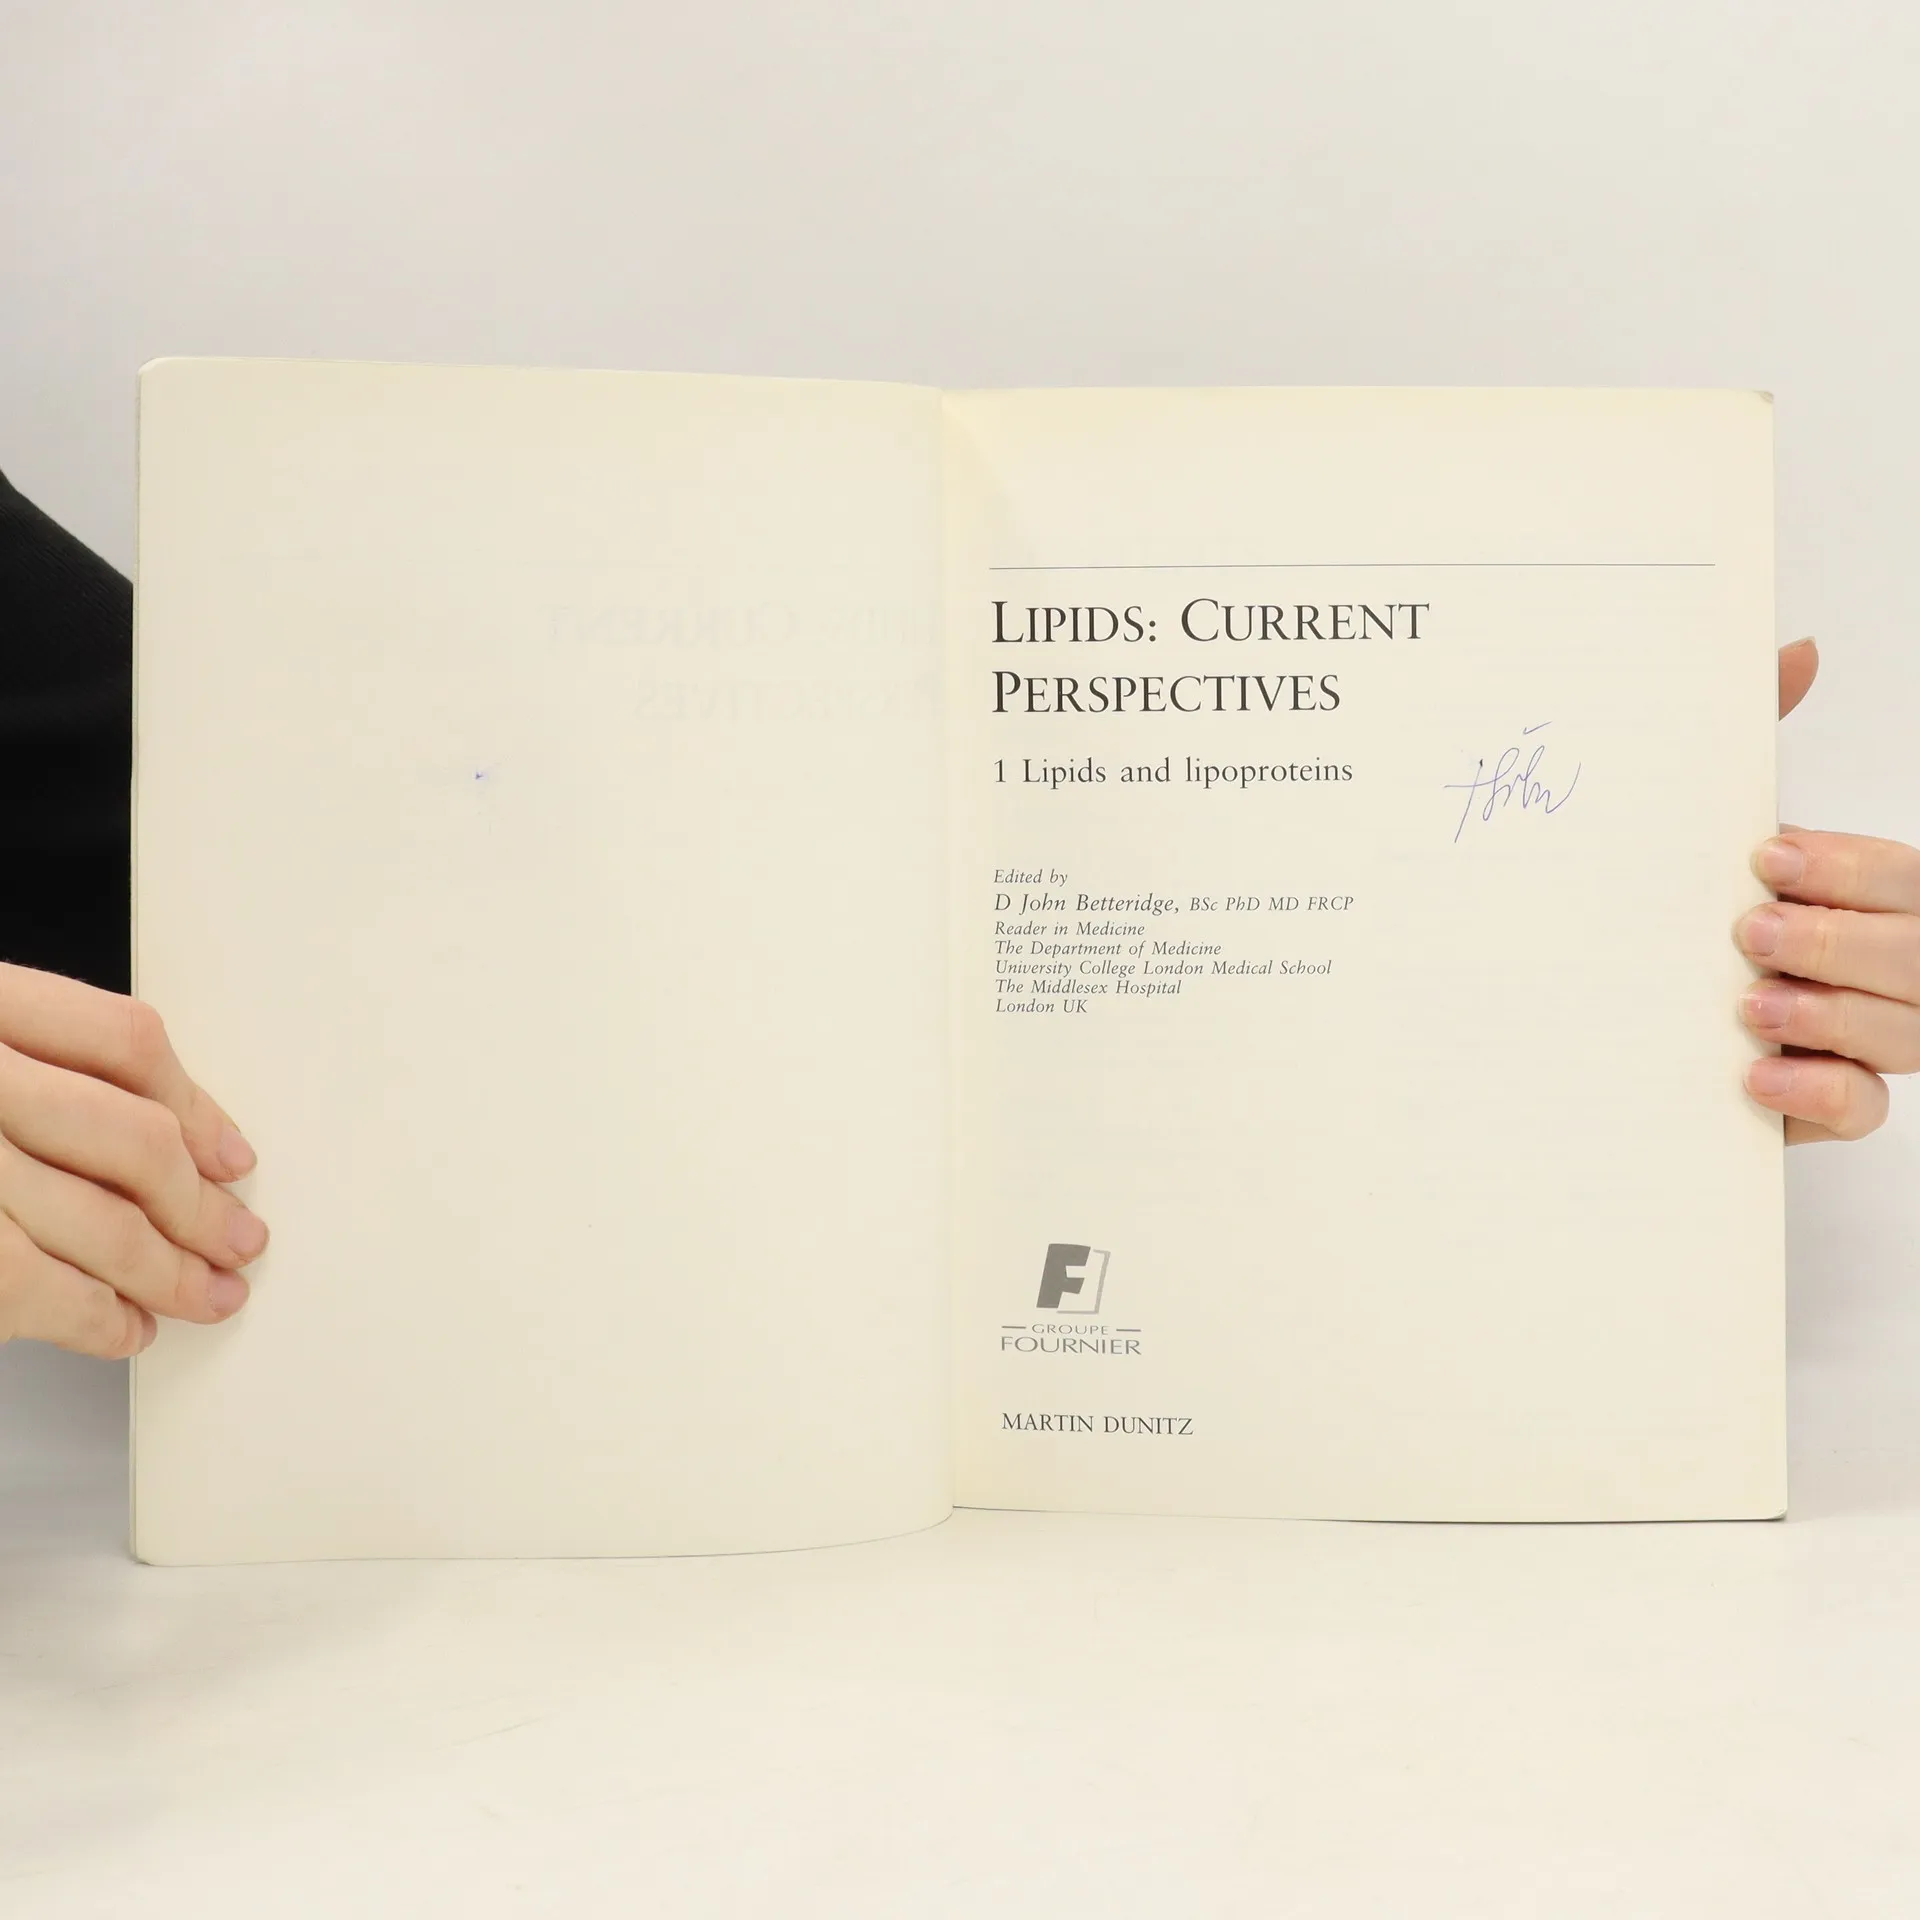 LIPIDS: CURRENT
PERSPECTIVES
1 Lipids and lipoproteins
Edited by
D John Betteridge, BSc PhD MD FRCP
Reader in Medicine
The Department of Medicine
University College London Medical School
The Middlesex Hospital
London UK
F
GROUPE
FOURNIER
MARTIN DUNITZ